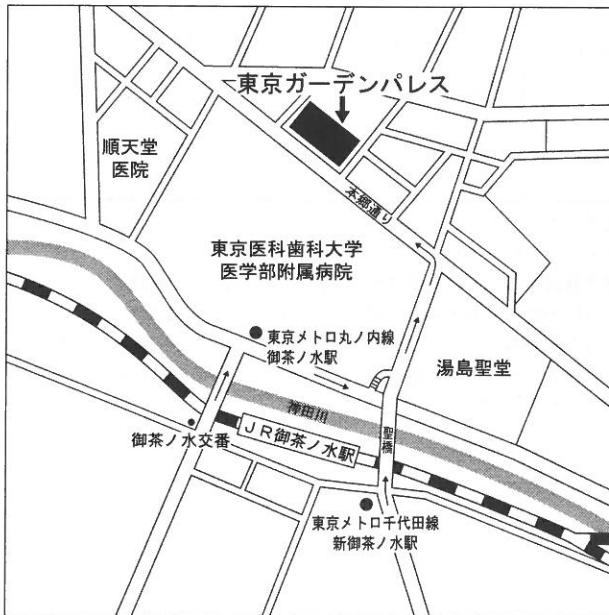 東京ガーデンパレス
順天堂
医院
本郷通り
東京医科歯科大学
医学部附属病院
東京メトロ丸ノ内線
御茶ノ水駅
湯島聖堂
神田川
御茶ノ水交番
JR御茶ノ水駅
聖橋
東京メトロ千代田線
新御茶ノ水駅